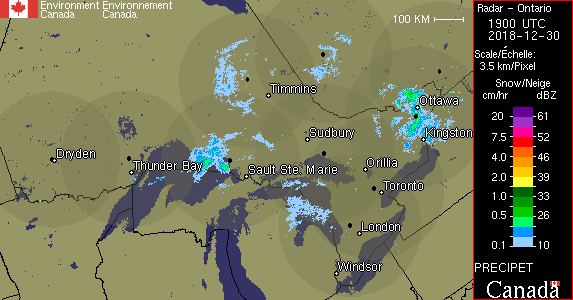 Environment Environnement
Canada Canada
100 KM
Timmins
Ottawa
Sudbury
Kingston
Dryden
Thunder Bay
Sault Ste. Marie
Orillia
Toronto
London
Windsor
Radar - Ontario
1900 UTC
2018-12-30
Scale/Échelle:
3.5 km/Pixel
Snow/Neige
cm/hr dBZ
20 61
7.5 52
4.0 46
2.0 39
1.0 33
0.5 26
0.1 10
PRECIPET
Canada